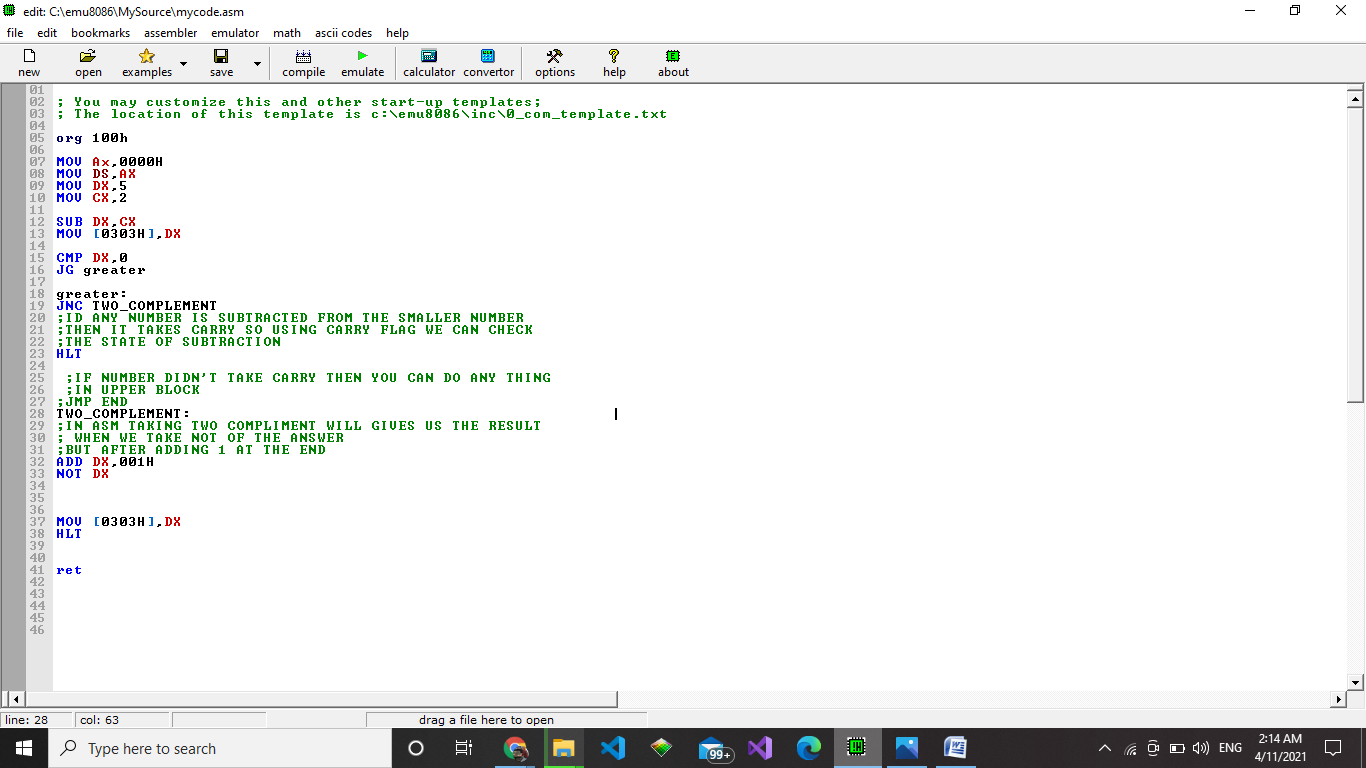 edit: C:\emu8086\MySource\mycode.asm
file edit bookmarks assembler emulator math ascii codes help
new open examples save compile emulate calculator convertor options help about
01
02 ; You may customize this and other start-up templates;
03 ; The location of this template is c:\emu8086\inc\0_com_template.txt
04
05 org 100h
06
07 MOV Ax,0000H
08 MOV DS,AX
09 MOV DX,5
10 MOV CX,2
11
12 SUB DX,CX
13 MOV [0303H],DX
14
15 CMP DX,0
16 JG greater
17
18 greater:
19 JNC TWO_COMPLEMENT
20 ;ID ANY NUMBER IS SUBTRACTED FROM THE SMALLER NUMBER
21 ;THEN IT TAKES CARRY SO USING CARRY FLAG WE CAN CHECK
22 ;THE STATE OF SUBTRACTION
23 HLT
24
25 ;IF NUMBER DIDN'T TAKE CARRY THEN YOU CAN DO ANY THING
26 ;IN UPPER BLOCK
27 ;JMP END
28 TWO_COMPLEMENT:
29 ;IN ASM TAKING TWO COMPLIMENT WILL GIVES US THE RESULT
30 ; WHEN WE TAKE NOT OF THE ANSWER
31 ;BUT AFTER ADDING 1 AT THE END
32 ADD DX,001H
33 NOT DX
34
35
36
37 MOV [0303H],DX
38 HLT
39
40
41 ret
42
43
44
45
46
line: 28 col: 63 drag a file here to open
Type here to search 99+ ENG 2:14 AM
4/11/2021